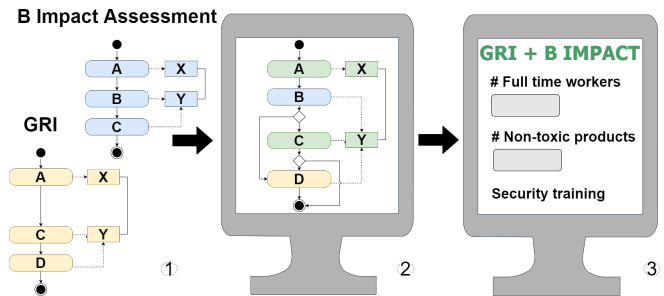 B Impact Assessment
A X
B Y
C
GRI
A X
C Y
D
1
A X
B
C Y
D
2
GRI + B IMPACT
# Full time workers
# Non-toxic products
Security training
3